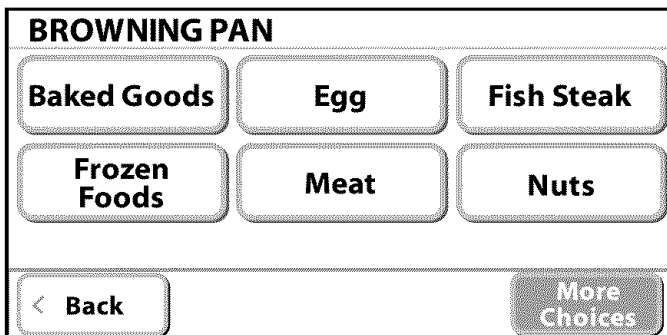 BROWNING PAN
Baked Goods
Egg
Fish Steak
Frozen
Foods
Meat
Nuts
< Back
More
Choices